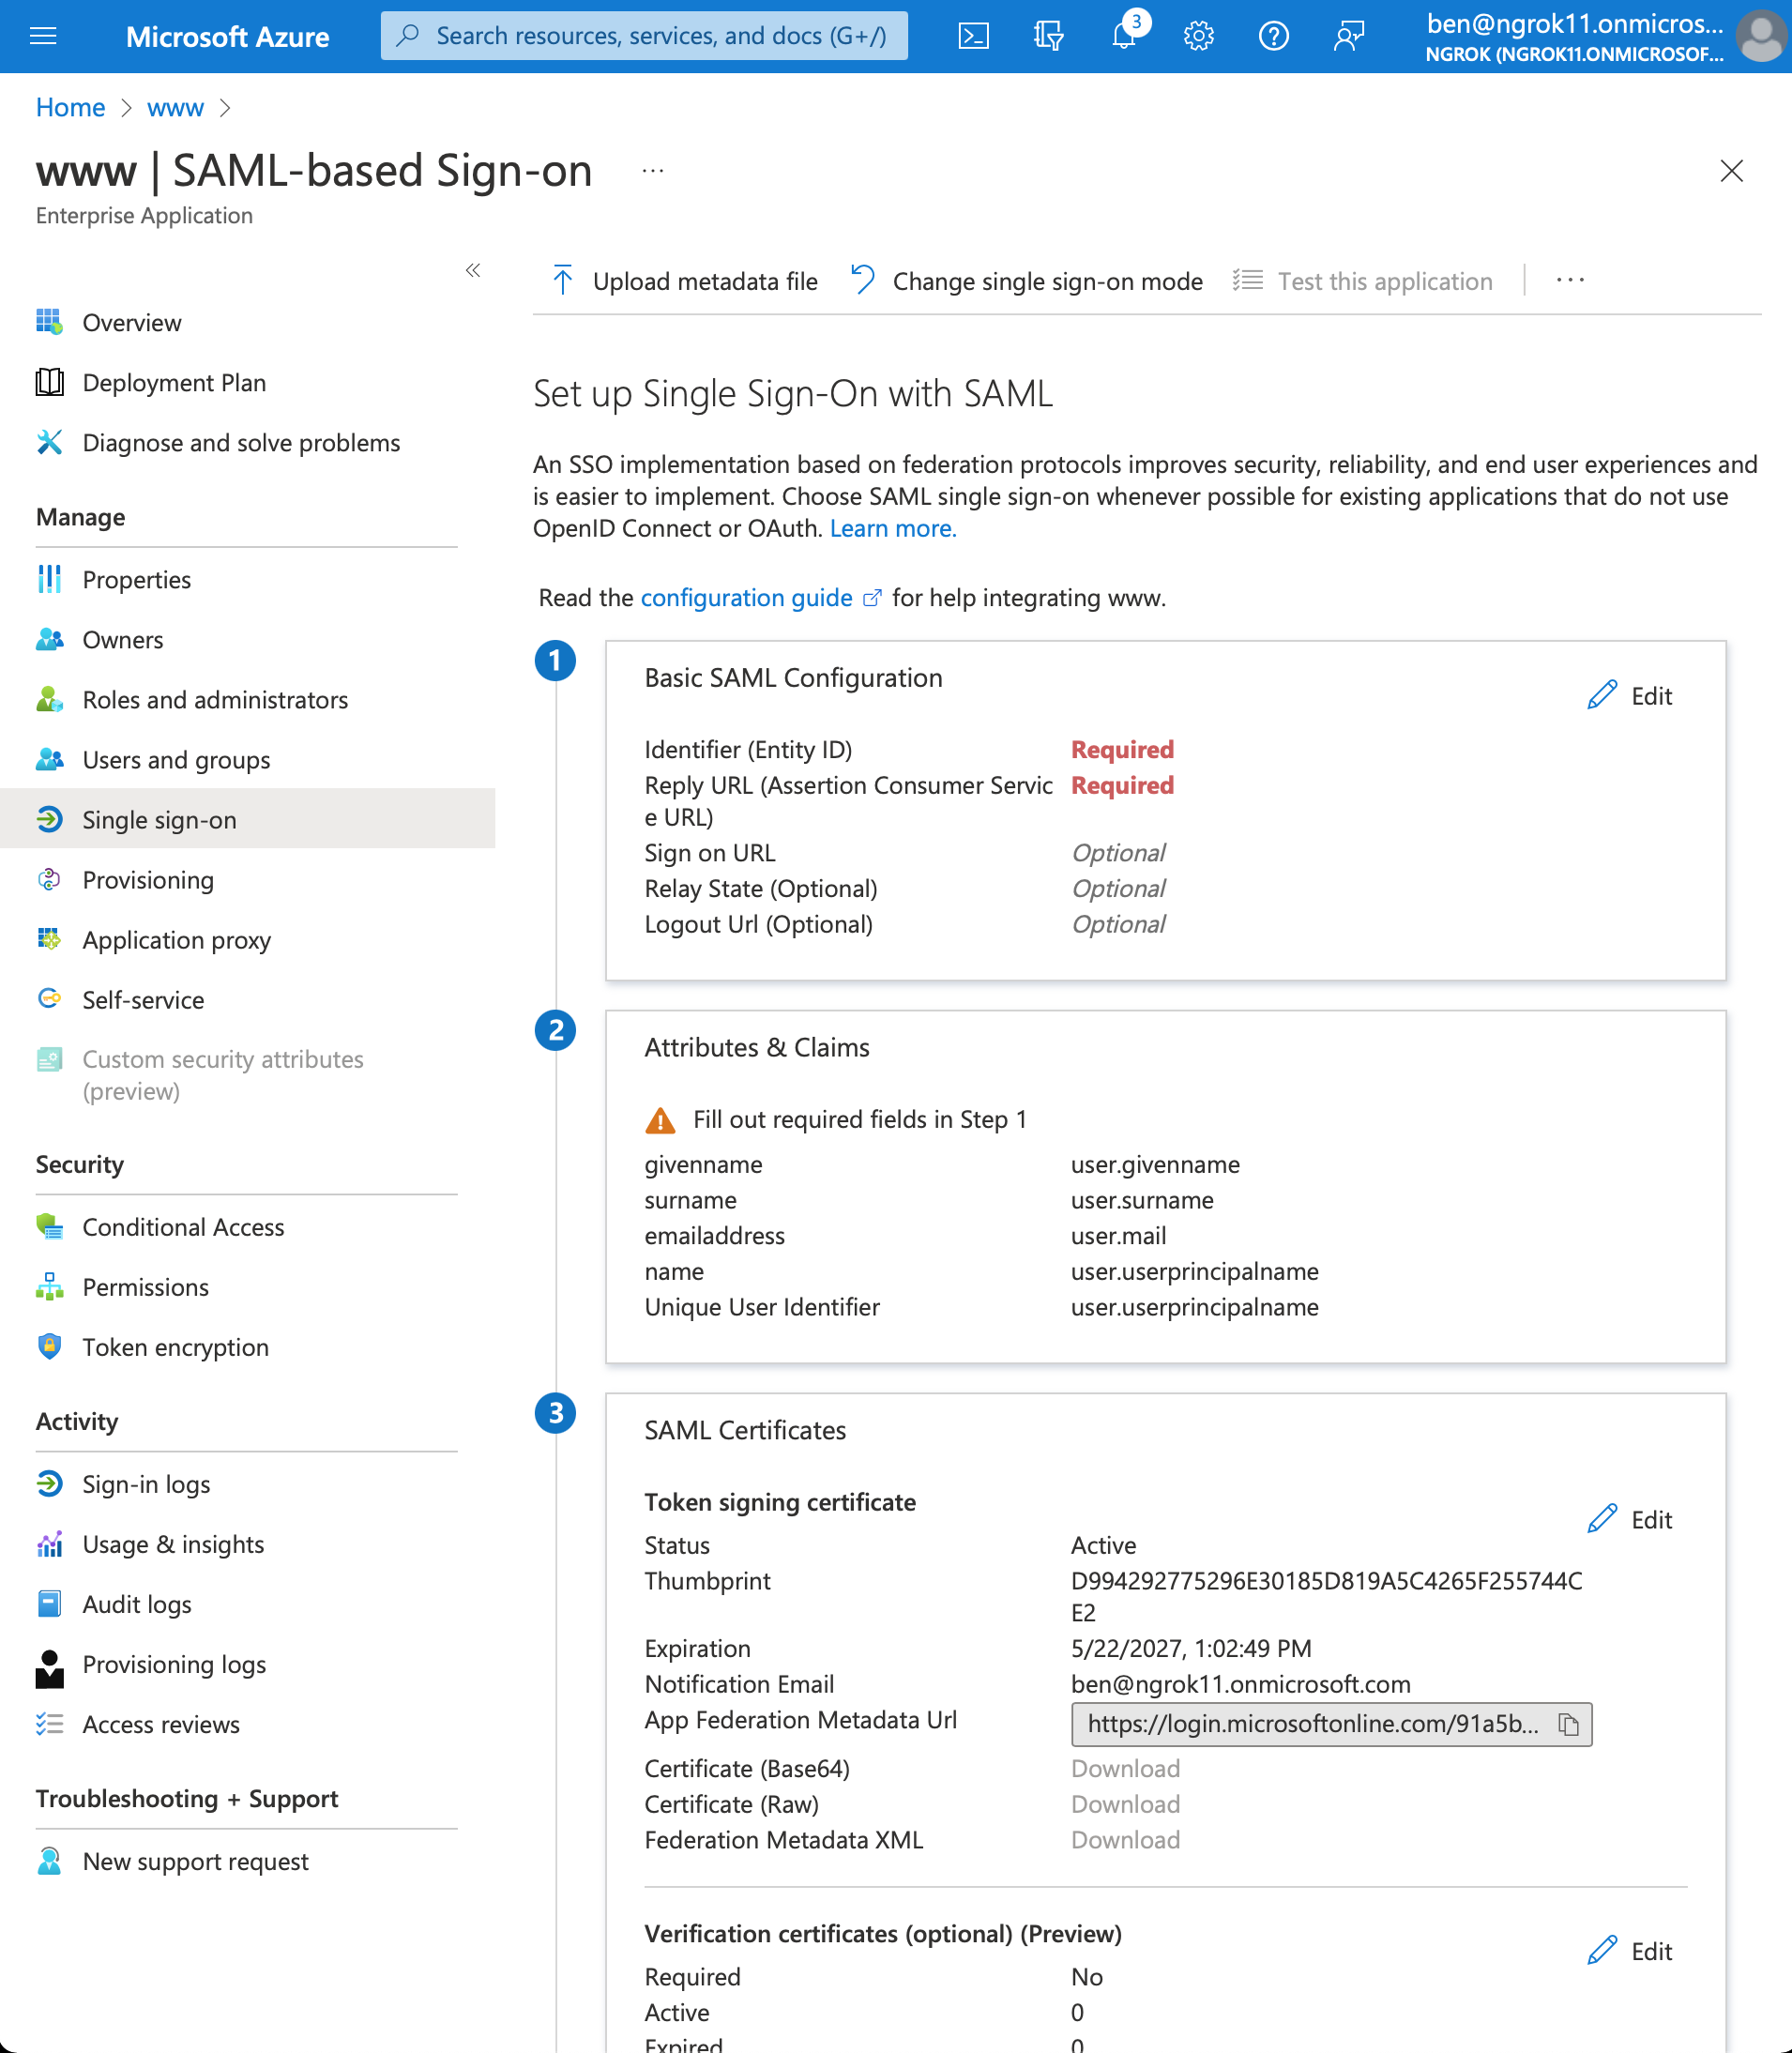 Microsoft Azure
Search resources, services, and docs (G+/)
3
ben@ngrok11.onmicros...
NGROK (NGROK11.ONMICROSOF...
Home > www >
www | SAML-based Sign-on ...
Enterprise Application
Overview
Deployment Plan
Diagnose and solve problems
Manage
Properties
Owners
Roles and administrators
Users and groups
Single sign-on
Provisioning
Application proxy
Self-service
Custom security attributes
(preview)
Security
Conditional Access
Permissions
Token encryption
Activity
Sign-in logs
Usage & insights
Audit logs
Provisioning logs
Access reviews
Troubleshooting + Support
New support request
Upload metadata file
Change single sign-on mode
Test this application
...
Set up Single Sign-On with SAML
An SSO implementation based on federation protocols improves security, reliability, and end user experiences and
is easier to implement. Choose SAML single sign-on whenever possible for existing applications that do not use
OpenID Connect or OAuth. Learn more.
Read the configuration guide for help integrating www.
1
Basic SAML Configuration
Edit
Identifier (Entity ID) Required
Reply URL (Assertion Consumer Servic Required
e URL)
Sign on URL Optional
Relay State (Optional) Optional
Logout Url (Optional) Optional
2
Attributes & Claims
Fill out required fields in Step 1
givenname user.givenname
surname user.surname
emailaddress user.mail
name user.userprincipalname
Unique User Identifier user.userprincipalname
3
SAML Certificates
Token signing certificate
Edit
Status Active
Thumbprint D994292775296E30185D819A5C4265F255744C
E2
Expiration 5/22/2027, 1:02:49 PM
Notification Email ben@ngrok11.onmicrosoft.com
App Federation Metadata Url https://login.microsoftonline.com/91a5b...
Certificate (Base64) Download
Certificate (Raw) Download
Federation Metadata XML Download
Verification certificates (optional) (Preview)
Edit
Required No
Active 0
Expired 0